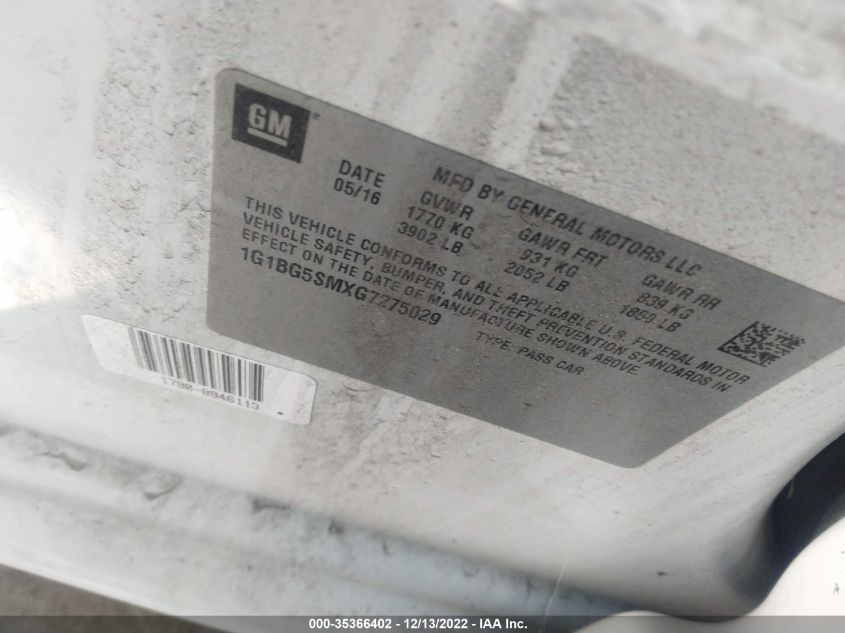 GM®
MFD BY GENERAL MOTORS LLC
DATE GVWR GAWR FRT GAWR RR
05/16 1770 KG 931 KG 839 KG
3902 LB 2052 LB 1850 LB
THIS VEHICLE CONFORMS TO ALL APPLICABLE U.S. FEDERAL MOTOR
VEHICLE SAFETY, BUMPER, AND THEFT PREVENTION STANDARDS IN
EFFECT ON THE DATE OF MANUFACTURE SHOWN ABOVE.
1G1BG5SMXG7275029 TYPE: PASS CAR
000-35366402 - 12/13/2022 - IAA Inc.